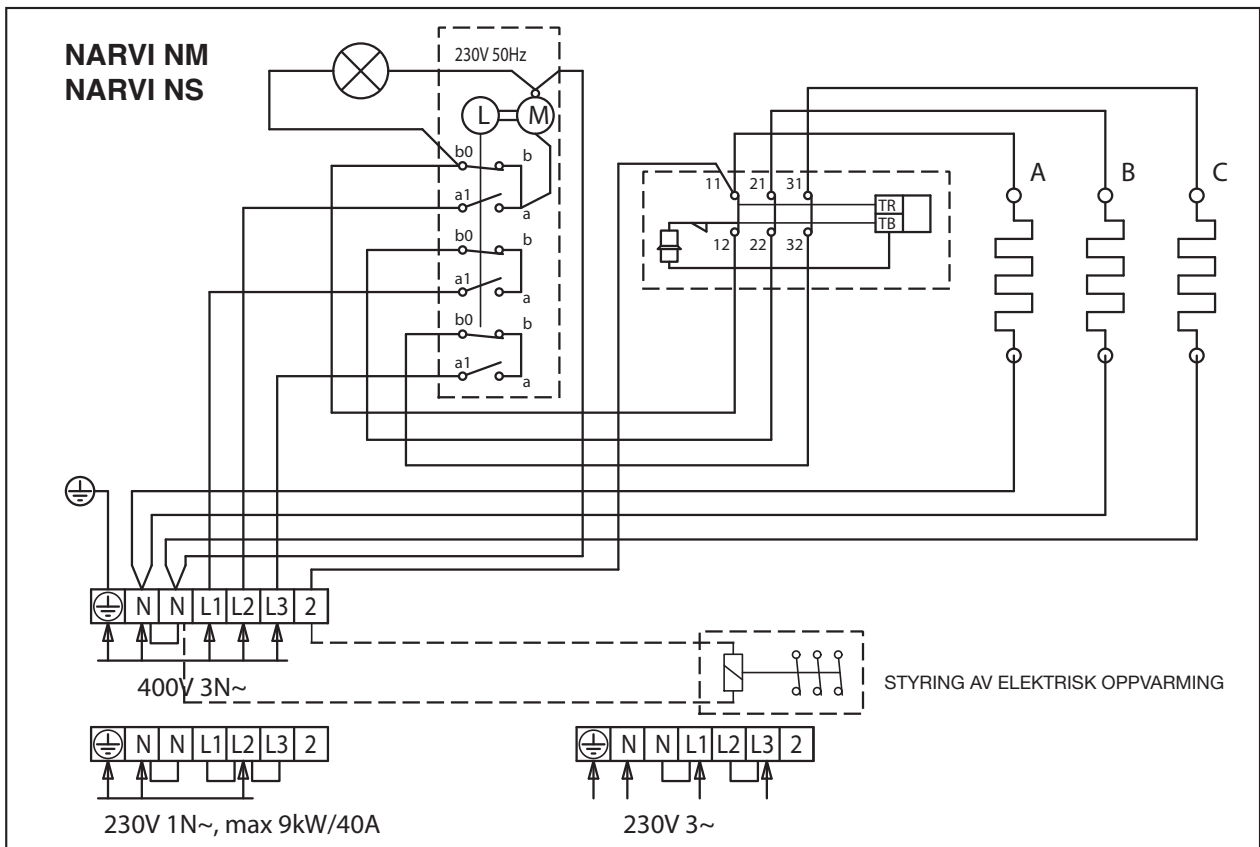 NARVI NM
NARVI NS
230V 50Hz
L M
b0 b
a1 a
b0 b
a1 a
b0 b
a1 a
11 21 31
TR
TB
12 22 32
A B C
N N L1 L2 L3 2
400V 3N~
STYRING AV ELEKTRISK OPPVARMING
N N L1 L2 L3 2
230V 1N~, max 9kW/40A
N N L1 L2 L3 2
230V 3~